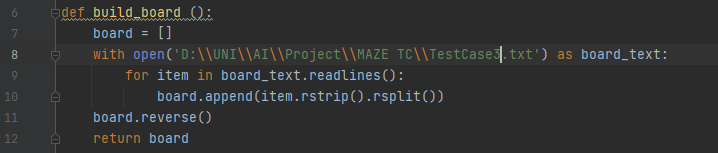 6 def build_board ():
7     board = []
8     with open('D:\\UNI\\AI\\Project\\MAZE TC\\TestCase3.txt') as board_text:
9         for item in board_text.readlines():
10             board.append(item.rstrip().rsplit())
11     board.reverse()
12     return board